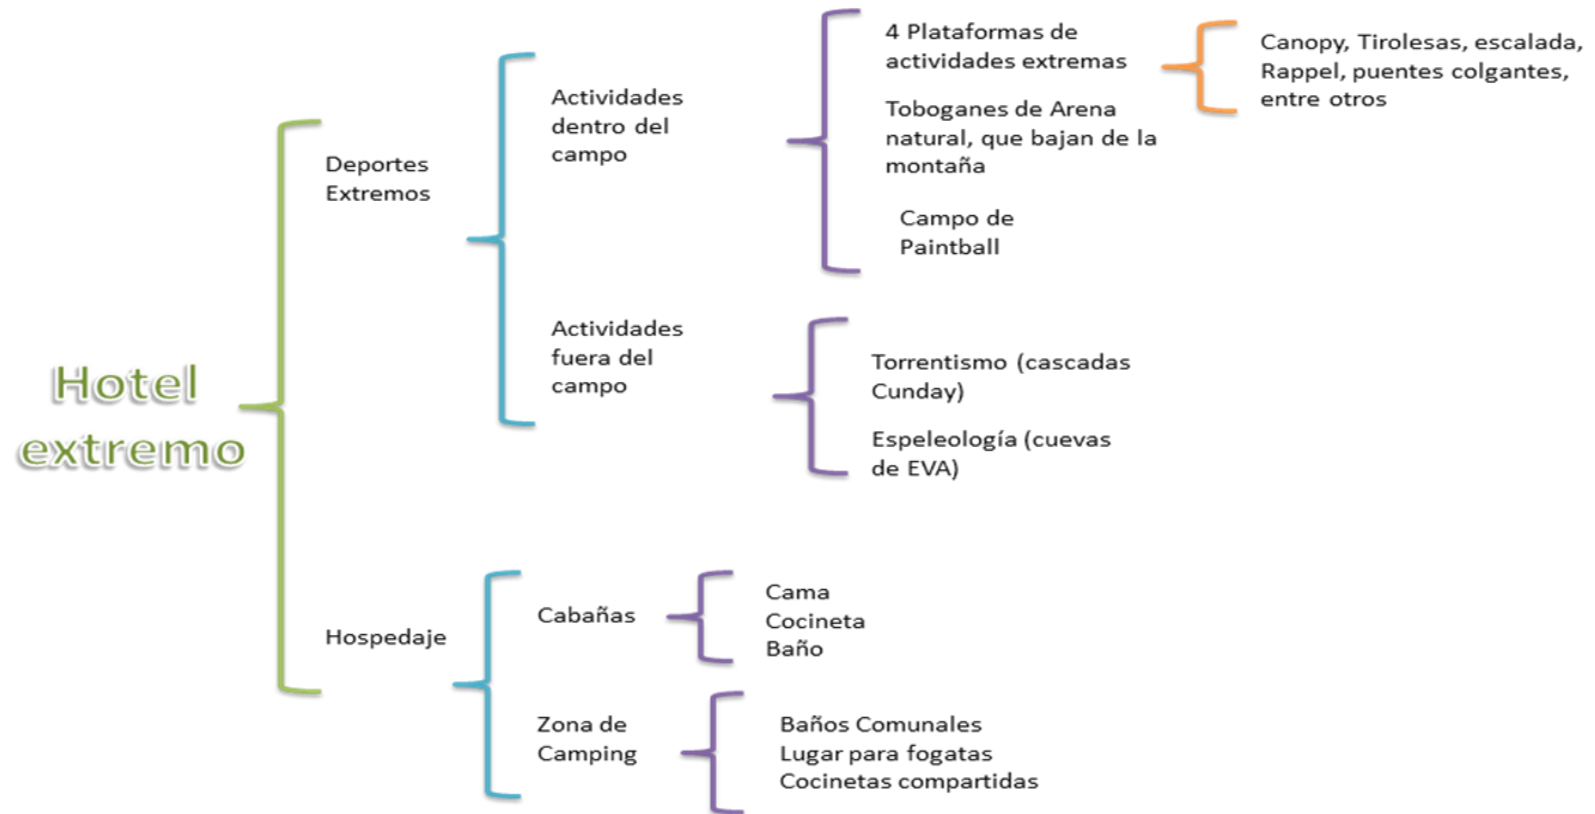 Hotel
extremo
Deportes
Extremos
Actividades
dentro del
campo
4 Plataformas de
actividades extremas
Canopy, Tirolesas, escalada,
Rappel, puentes colgantes,
entre otros
Toboganes de Arena
natural, que bajan de la
montaña
Campo de
Paintball
Actividades
fuera del
campo
Torrentismo (cascadas
Cunday)
Espeleología (cuevas
de EVA)
Hospedaje
Cabañas
Cama
Cocineta
Baño
Zona de
Camping
Baños Comunales
Lugar para fogatas
Cocinetas compartidas